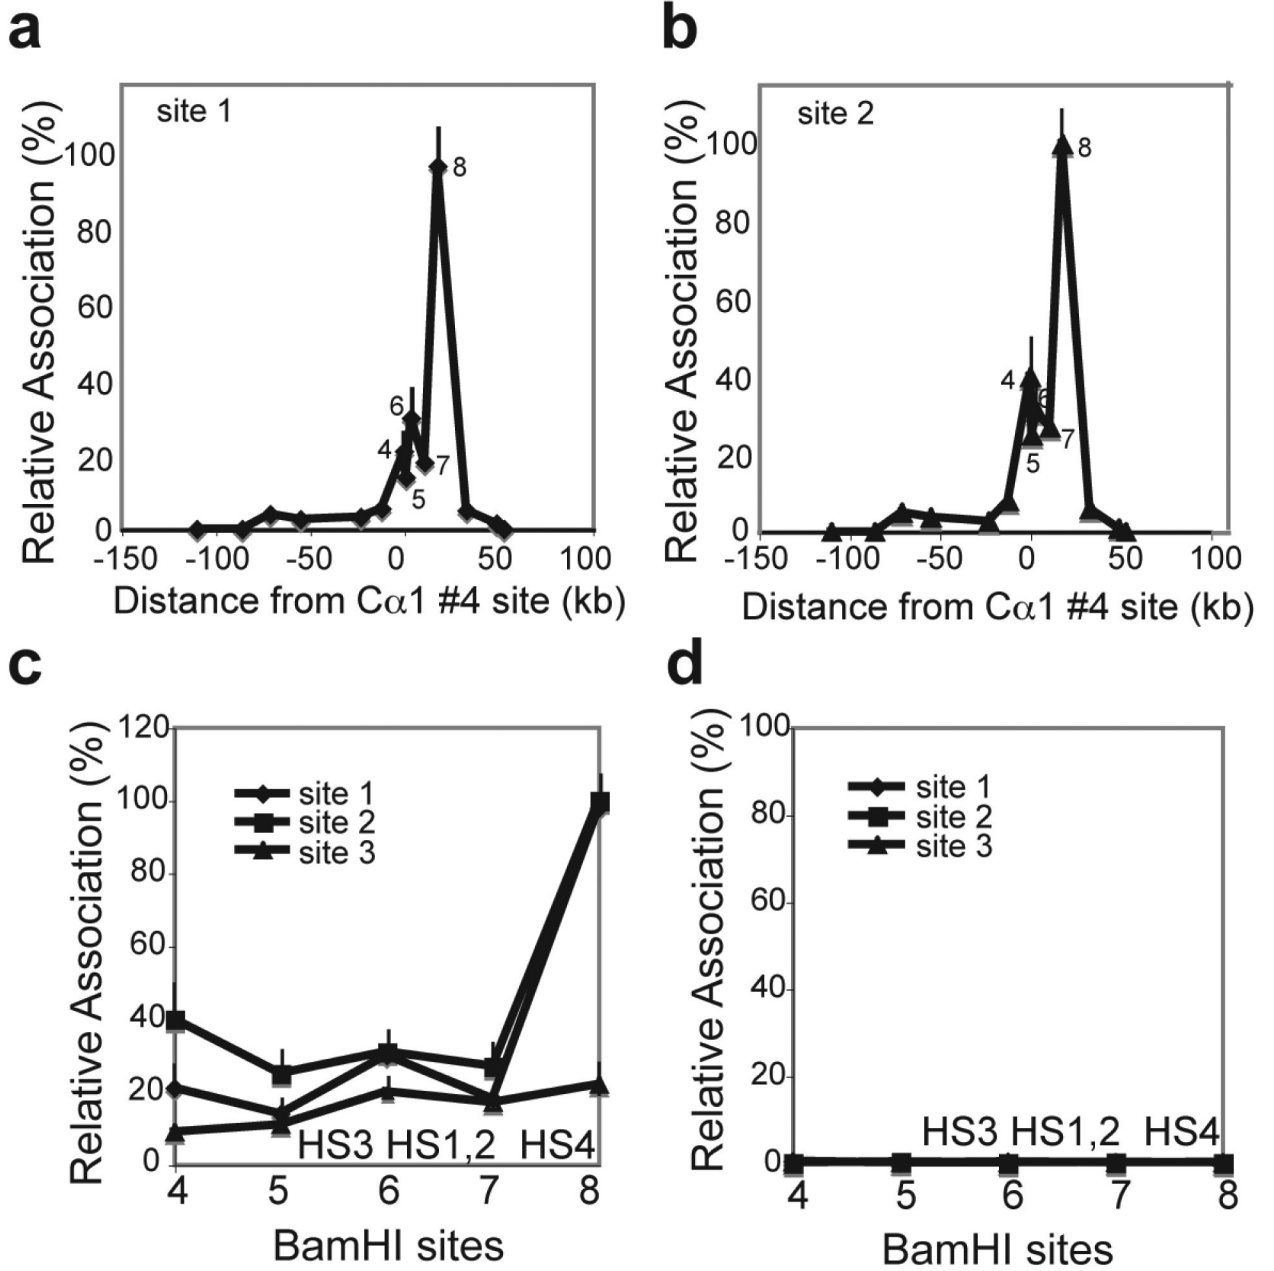 a
site 1
Relative Association (%)
100
80
60
40
20
0
8
6
4
7
5
-150 -100 -50 0 50 100
Distance from Cα1 #4 site (kb)
b
site 2
Relative Association (%)
100
80
60
40
20
0
8
4
6
7
5
-150 -100 -50 0 50 100
Distance from Cα1 #4 site (kb)
c
Relative Association (%)
120
100
80
60
40
20
0
site 1
site 2
site 3
HS3 HS1,2 HS4
4 5 6 7 8
BamHI sites
d
Relative Association (%)
100
80
60
40
20
0
site 1
site 2
site 3
HS3 HS1,2 HS4
4 5 6 7 8
BamHI sites